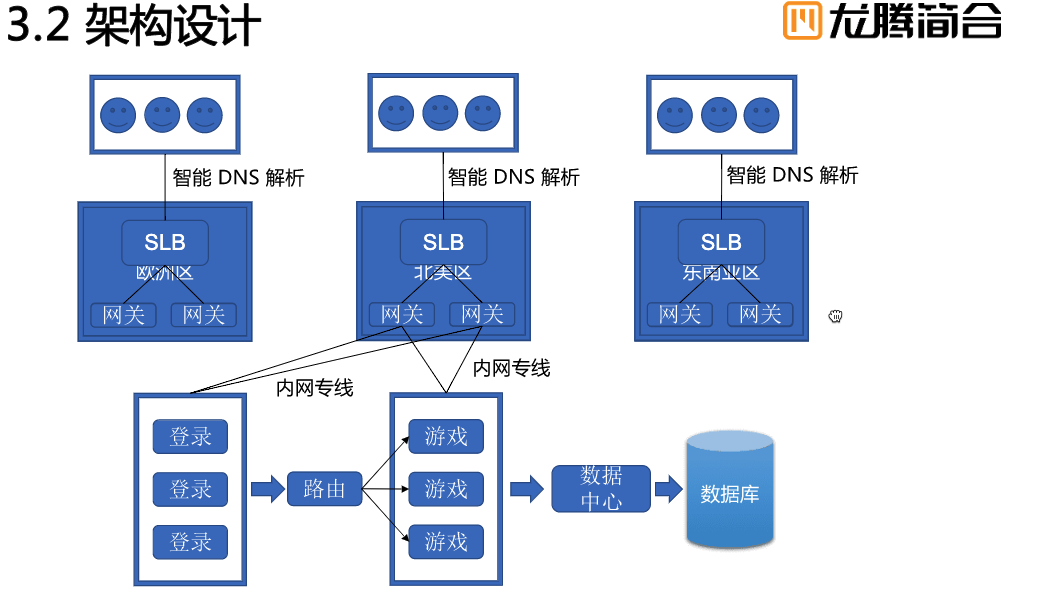 3.2 架构设计
龙腾简合
智能 DNS 解析
智能 DNS 解析
智能 DNS 解析
SLB
SLB
SLB
欧洲区
北美区
东南亚区
网关
网关
网关
网关
网关
网关
内网专线
内网专线
登录
登录
登录
路由
游戏
游戏
游戏
数据
中心
数据库